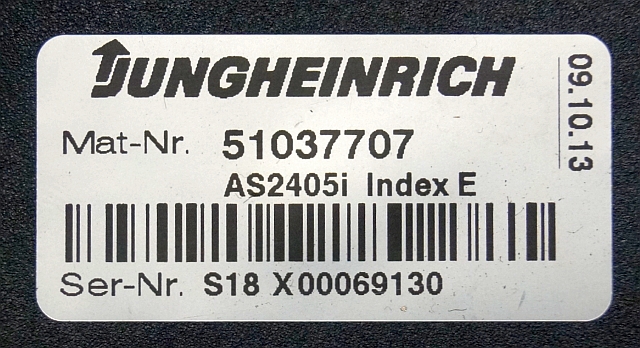 JUNGHEINRICH
Mat-Nr. 51037707
AS2405i Index E
Ser-Nr. S18 X00069130
09.10.13